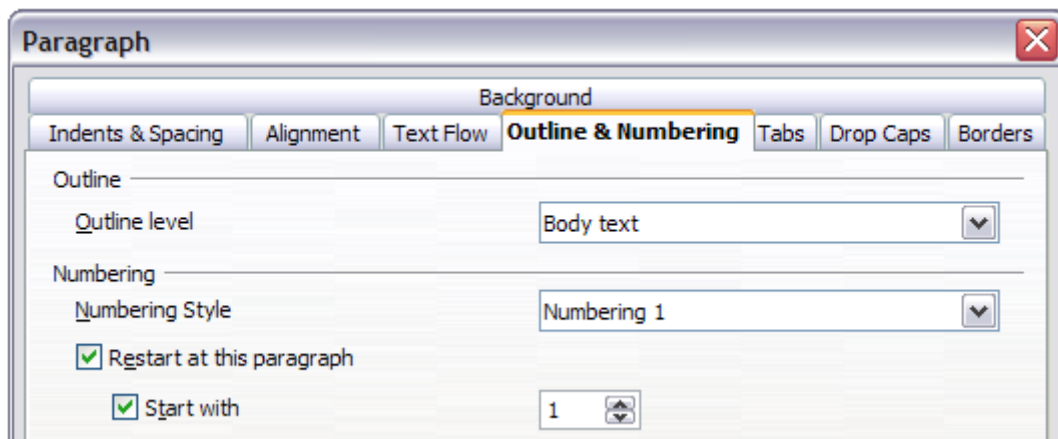 Paragraph
Background
Indents & Spacing Alignment Text Flow Outline & Numbering Tabs Drop Caps Borders
Outline
Outline level Body text
Numbering
Numbering Style Numbering 1
Restart at this paragraph
Start with 1